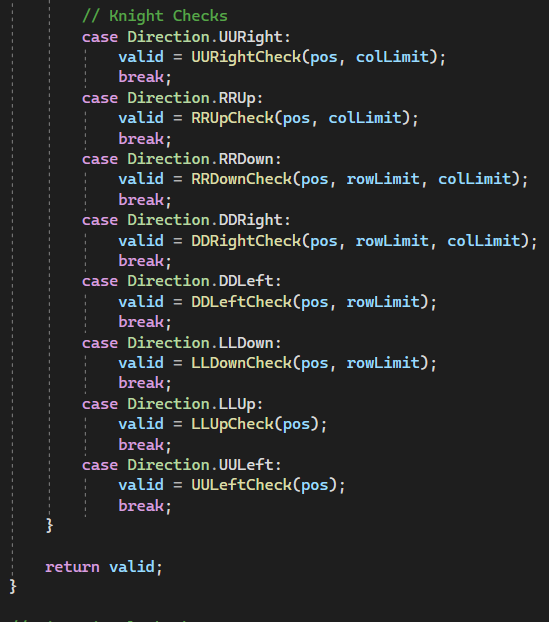 // Knight Checks
case Direction.UURight:
valid = UURightCheck(pos, colLimit);
break;
case Direction.RRUp:
valid = RRUpCheck(pos, colLimit);
break;
case Direction.RRDown:
valid = RRDownCheck(pos, rowLimit, colLimit);
break;
case Direction.DDRight:
valid = DDRightCheck(pos, rowLimit, colLimit);
break;
case Direction.DDLeft:
valid = DDLeftCheck(pos, rowLimit);
break;
case Direction.LLDown:
valid = LLDownCheck(pos, rowLimit);
break;
case Direction.LLUp:
valid = LLUpCheck(pos);
break;
case Direction.UULeft:
valid = UULeftCheck(pos);
break;
}
return valid;
}